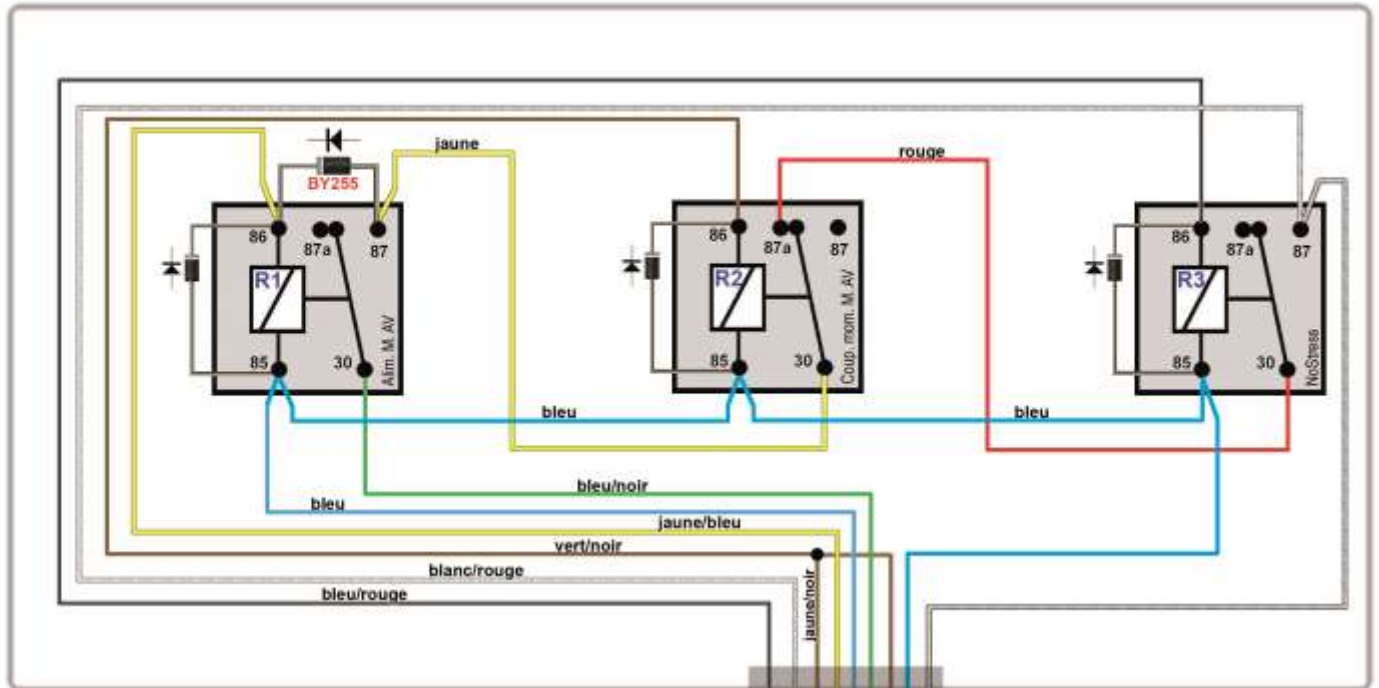 jaune
rouge
BY255
86
87a
87
R1
85
30
Alim. M. AV
86
87a
87
R2
85
30
Coup. mom. M. AV
86
87a
87
R3
85
30
NoStress
bleu
bleu
bleu/noir
bleu
jaune/bleu
vert/noir
blanc/rouge
jaune/noir
bleu/rouge